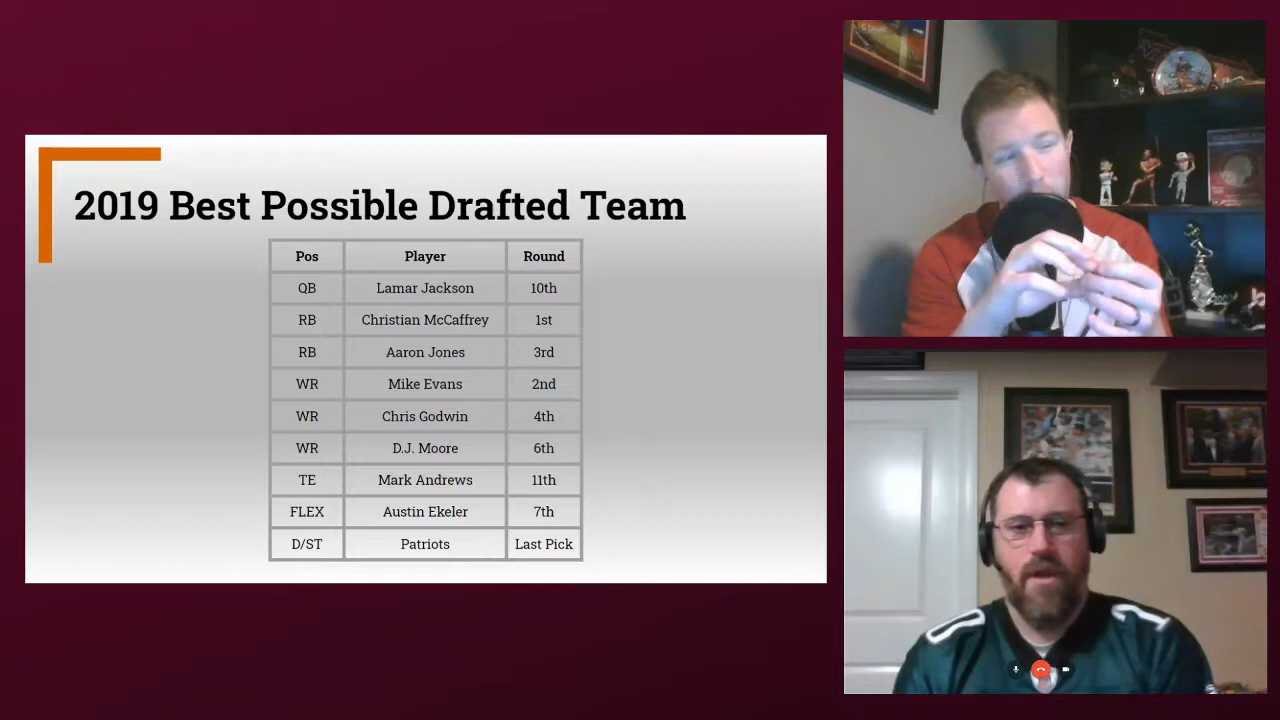 2019 Best Possible Drafted Team
Pos Player Round
QB Lamar Jackson 10th
RB Christian McCaffrey 1st
RB Aaron Jones 3rd
WR Mike Evans 2nd
WR Chris Godwin 4th
WR D.J. Moore 6th
TE Mark Andrews 11th
FLEX Austin Ekeler 7th
D/ST Patriots Last Pick